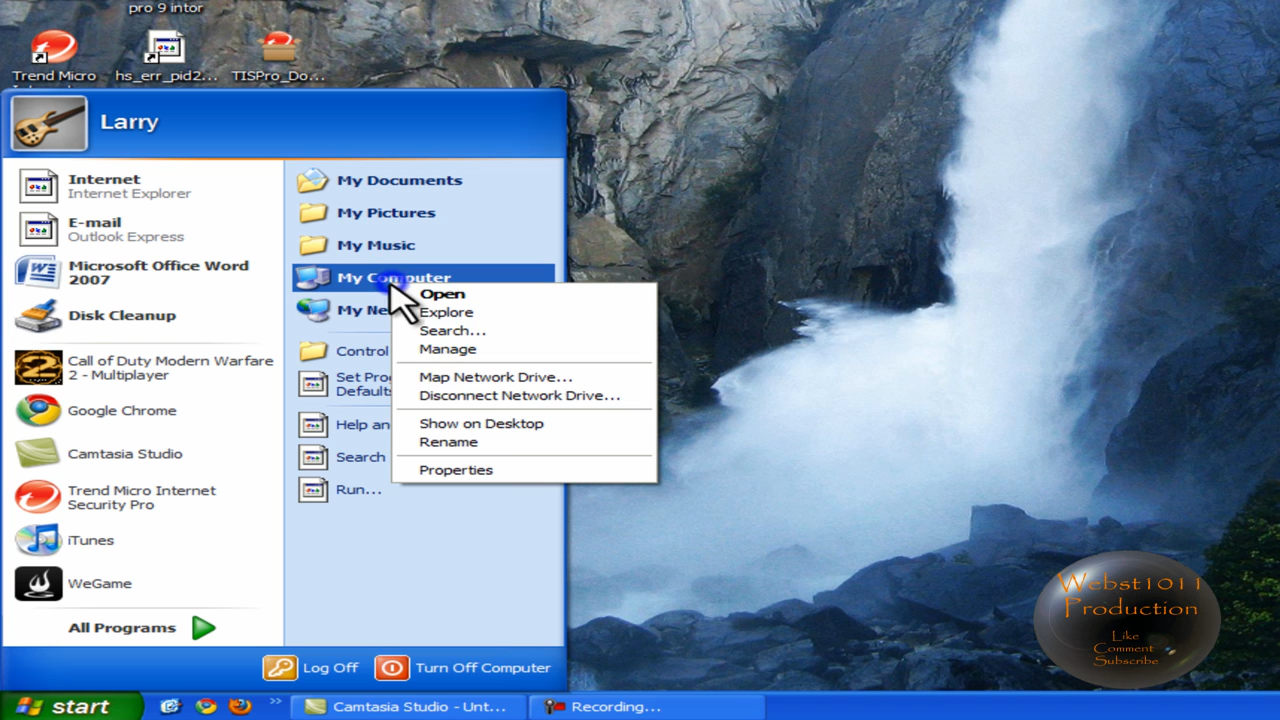 pro 9 intor
Trend Micro
hs_err_pid2...
TISPro_Do...
Larry
Internet
Internet Explorer
E-mail
Outlook Express
Microsoft Office Word
2007
Disk Cleanup
Call of Duty Modern Warfare
2 - Multiplayer
Google Chrome
Camtasia Studio
Trend Micro Internet
Security Pro
iTunes
WeGame
All Programs
My Documents
My Pictures
My Music
My Computer
My Ne
Control
Set Pro
Defaults
Help an
Search
Run...
Open
Explore
Search...
Manage
Map Network Drive...
Disconnect Network Drive...
Show on Desktop
Rename
Properties
Log Off
Turn Off Computer
Webst1011
Production
Like
Comment
Subscribe
start
Camtasia Studio - Unt...
Recording...